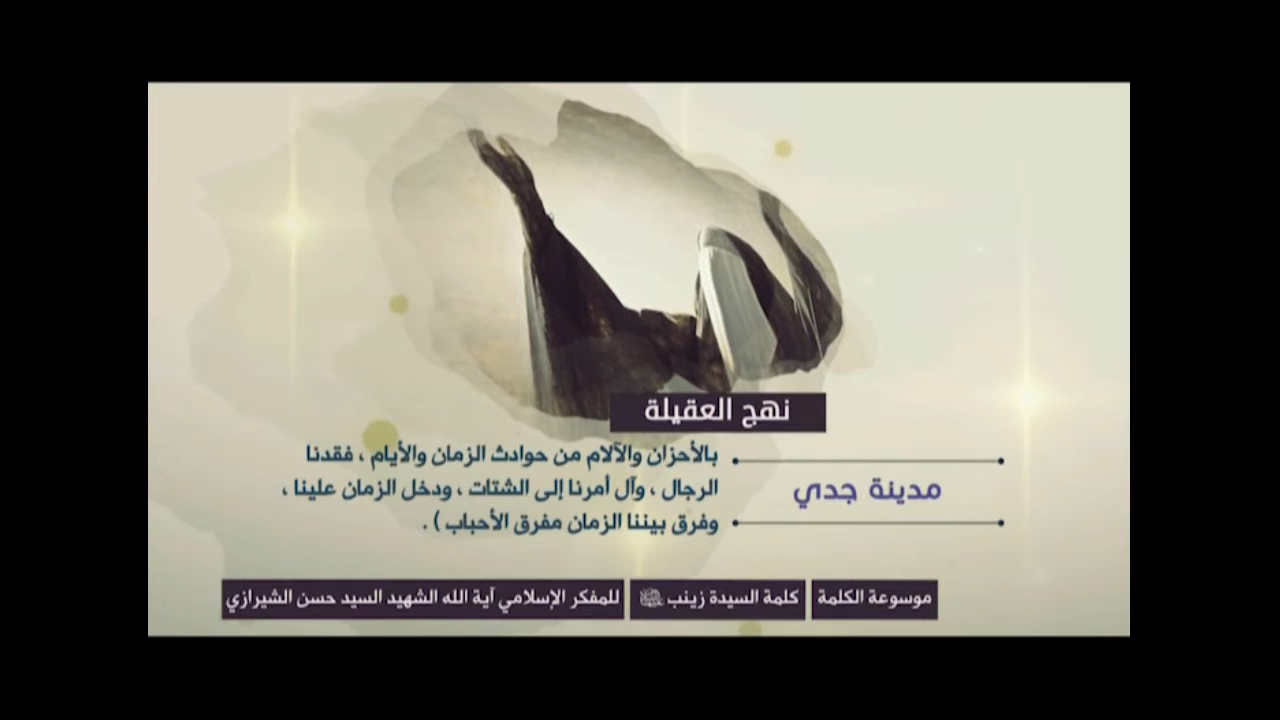 نهج العقيلة
مدينة جدي
بالأحزان والآلام من حوادث الزمان والأيام ، فقدنا
الرجال ، وآل أمرنا إلى الشتات ، ودخل الزمان علينا ،
وفرق بيننا الزمان مفرق الأحباب ) .
موسوعة الكلمة
كلمة السيدة زينب
للمفكر الإسلامي آية الله الشهيد السيد حسن الشيرازي